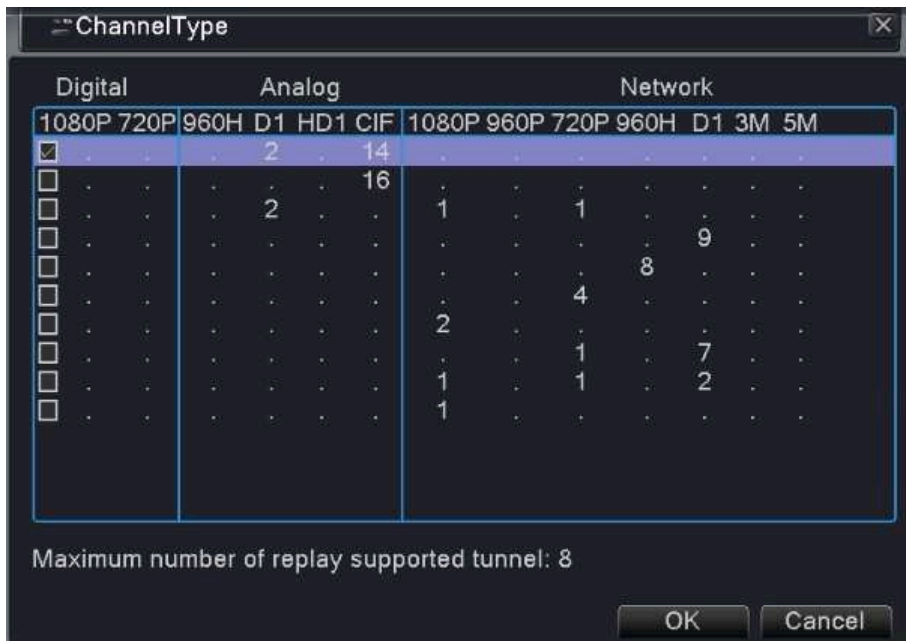 ChannelType
Digital Analog Network
1080P 720P 960H D1 HD1 CIF 1080P 960P 720P 960H D1 3M 5M
. . . 2 . 14 . . . . . . .
. . . . . 16 . . . . . . .
. . . 2 . . 1 . 1 . . . .
. . . . . . . . . . 9 . .
. . . . . . . . . 8 . . .
. . . . . . . . 4 . . . .
. . . . . . 2 . . . . . .
. . . . . . . . 1 . 7 . .
. . . . . . 1 . 1 . 2 . .
. . . . . . 1 . . . . . .
Maximum number of replay supported tunnel: 8
OK Cancel